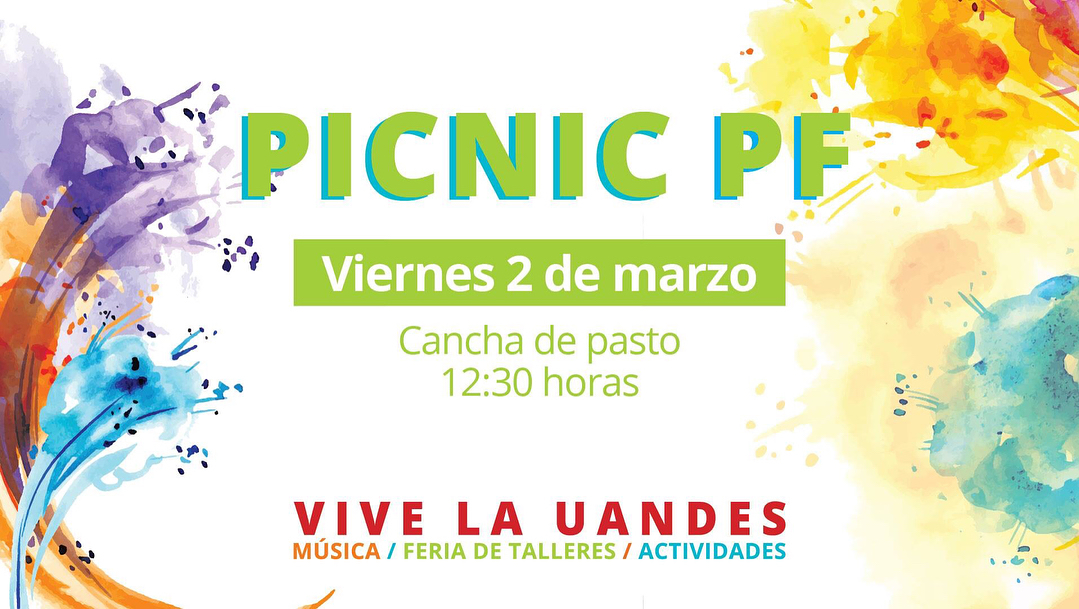 PICNIC PF
Viernes 2 de marzo
Cancha de pasto
12:30 horas
VIVE LA UANDES
MÚSICA / FERIA DE TALLERES / ACTIVIDADES